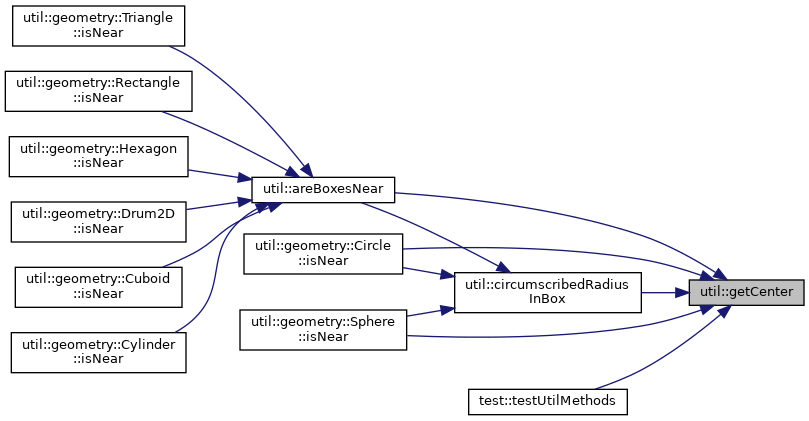 util::geometry::Triangle
::isNear
util::geometry::Rectangle
::isNear
util::geometry::Hexagon
::isNear
util::areBoxesNear
util::geometry::Drum2D
::isNear
util::geometry::Circle
::isNear
util::geometry::Cuboid
::isNear
util::circumscribedRadius
InBox
util::getCenter
util::geometry::Sphere
::isNear
util::geometry::Cylinder
::isNear
test::testUtilMethods